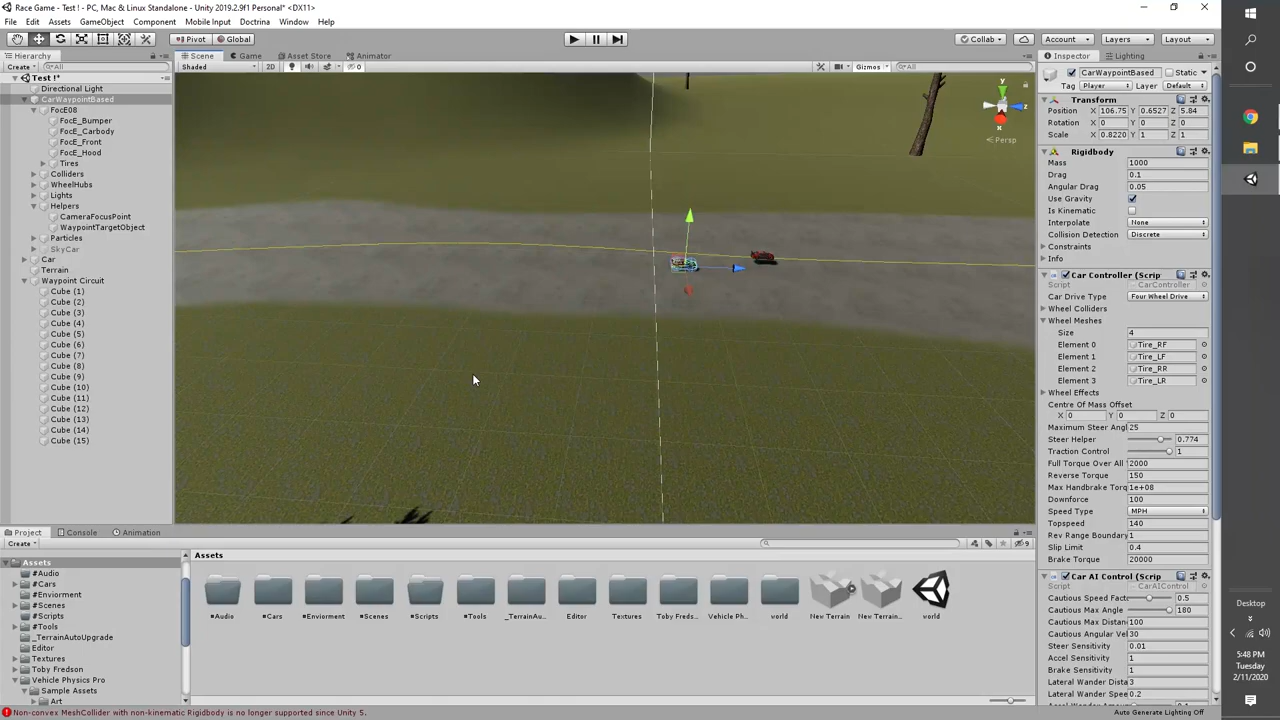 Race Game - Test ! - PC, Mac & Linux Standalone - Unity 2019.2.9f1 Personal* <DX11>
File Edit Assets GameObject Component Mobile Input Doctrina Window Help
Pivot Global Collab Account Layers Layout
Hierarchy Scene Game Asset Store Animator Inspector Lighting
Create All Shaded 2D 0 Gizmos All
CarWaypointBased Static
Tag Player Layer Default
Test !*
Directional Light
CarWaypointBased
FocE08
FocE_Bumper
FocE_Carbody
FocE_Front
FocE_Hood
Tires
Colliders
WheelHubs
Lights
Helpers
CameraFocusPoint
WaypointTargetObject
Particles
SkyCar
Car
Terrain
Waypoint Circuit
Cube (1)
Cube (2)
Cube (3)
Cube (4)
Cube (5)
Cube (6)
Cube (7)
Cube (8)
Cube (9)
Cube (10)
Cube (11)
Cube (12)
Cube (13)
Cube (14)
Cube (15)
y
z
x
Persp
Transform
Position X 106.75 Y 0.6527 Z 5.84
Rotation X 0 Y 0 Z 0
Scale X 0.8220 Y 1 Z 1
Rigidbody
Mass 1000
Drag 0.1
Angular Drag 0.05
Use Gravity
Is Kinematic
Interpolate None
Collision Detection Discrete
Constraints
Info
Car Controller (Scrip
Script CarController
Car Drive Type Four Wheel Drive
Wheel Colliders
Wheel Meshes
Size 4
Element 0 Tire_RF
Element 1 Tire_LF
Element 2 Tire_RR
Element 3 Tire_LR
Wheel Effects
Centre Of Mass Offset
X 0 Y 0 Z 0
Maximum Steer Angl 25
Steer Helper 0.774
Traction Control 1
Full Torque Over All 2000
Reverse Torque 150
Max Handbrake Torq 1e+08
Downforce 100
Speed Type MPH
Topspeed 140
Rev Range Boundary 1
Slip Limit 0.4
Brake Torque 20000
Car AI Control (Scrip
Script CarAIControl
Cautious Speed Facto 0.5
Cautious Max Angle 180
Cautious Max Distanc 100
Cautious Angular Vel 30
Steer Sensitivity 0.01
Accel Sensitivity 1
Brake Sensitivity 1
Lateral Wander Dista 3
Lateral Wander Spee 0.2
Auto Generate Lighting Off
Project Console Animation
Create 9
Assets
#Audio
#Cars
#Enviorment
#Scenes
#Scripts
#Tools
_TerrainAutoUpgrade
Editor
Textures
Toby Fredson
Vehicle Physics Pro
Sample Assets
Art
Assets
#Audio #Cars #Enviorment #Scenes #Scripts #Tools _TerrainAu... Editor Textures Toby Freds... Vehicle Ph... world New Terrain New Terrain... world
Non-convex MeshCollider with non-kinematic Rigidbody is no longer supported since Unity 5.
Desktop
5:48 PM
Tuesday
2/11/2020